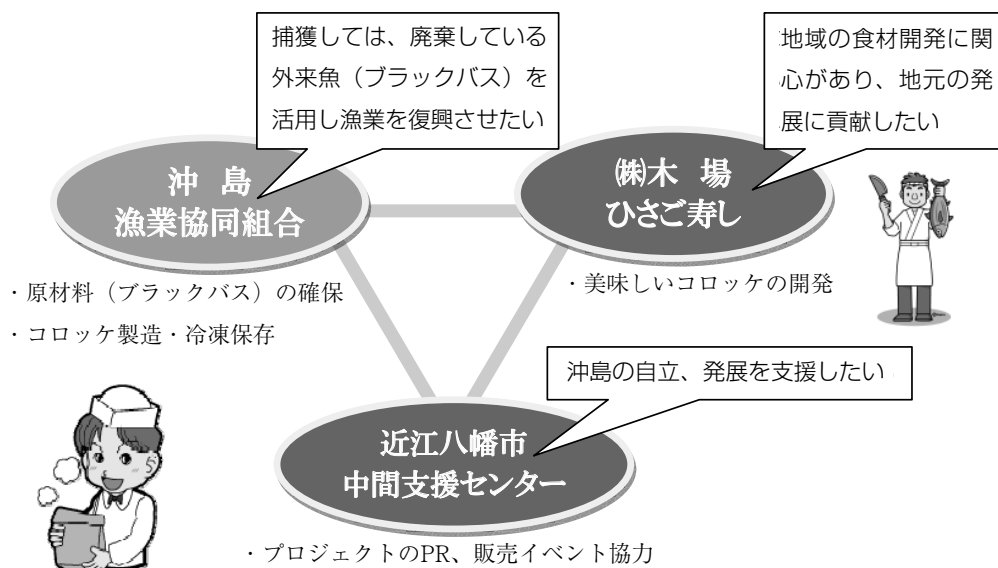 捕獲しては、廃棄している
外来魚（ブラックバス）を
活用し漁業を復興させたい
地域の食材開発に関
心があり、地元の発
展に貢献したい
沖 島
漁業協同組合
㈱木 場
ひさご寿し
・原材料（ブラックバス）の確保
・コロッケ製造・冷凍保存
・美味しいコロッケの開発
沖島の自立、発展を支援したい
近江八幡市
中間支援センター
・プロジェクトのPR、販売イベント協力